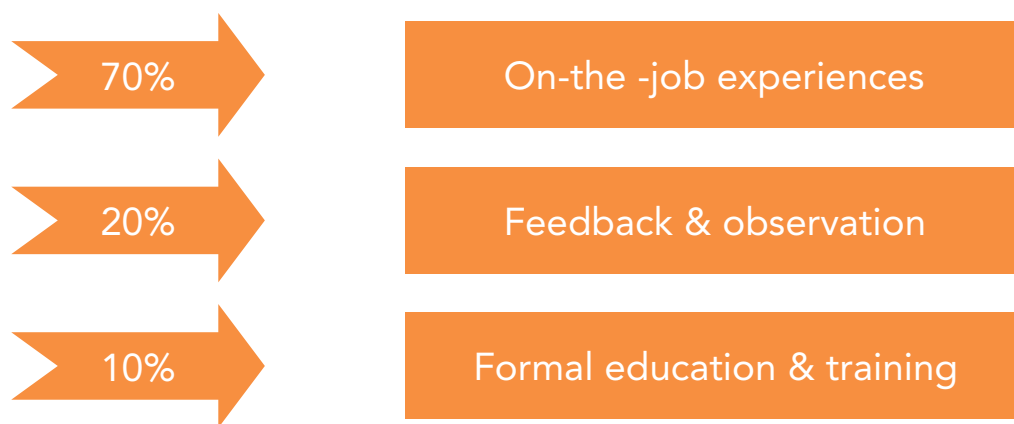 70%
On-the -job experiences
20%
Feedback & observation
10%
Formal education & training